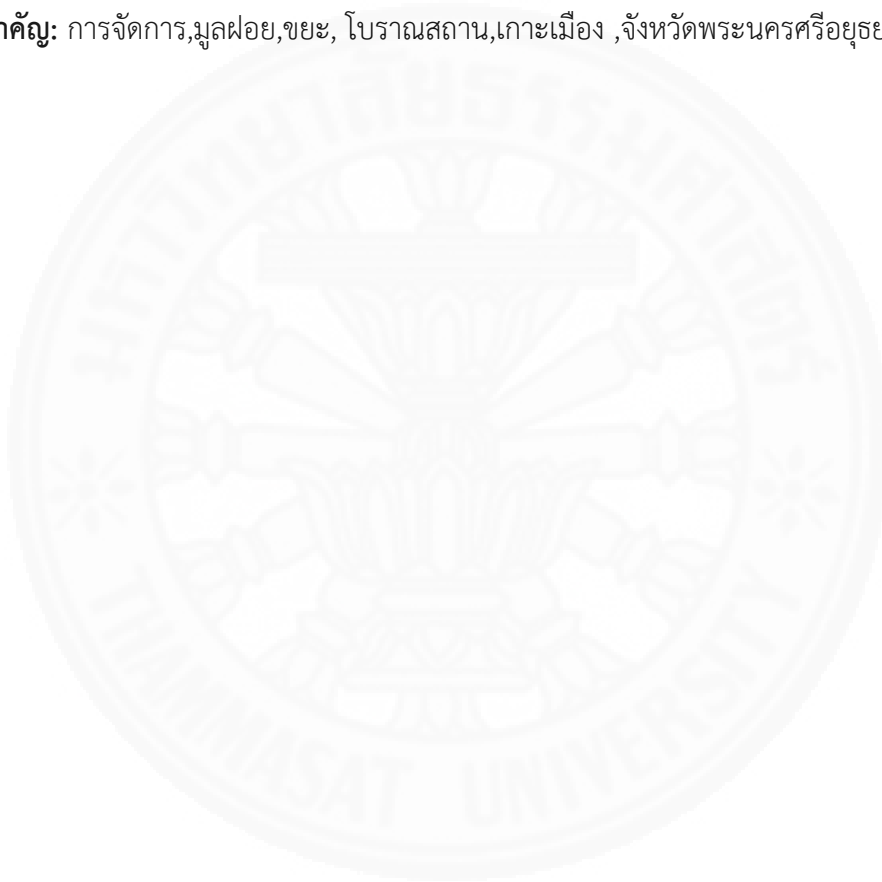 การจัดการ,มูลฝอย,ขยะ, โบราณสถาน,เกาะเมือง ,จังหวัดพระนครศรีอยุธย
มหาวิทยาลัยธรรมศาสตร์
THAMMASAT UNIVERSITY